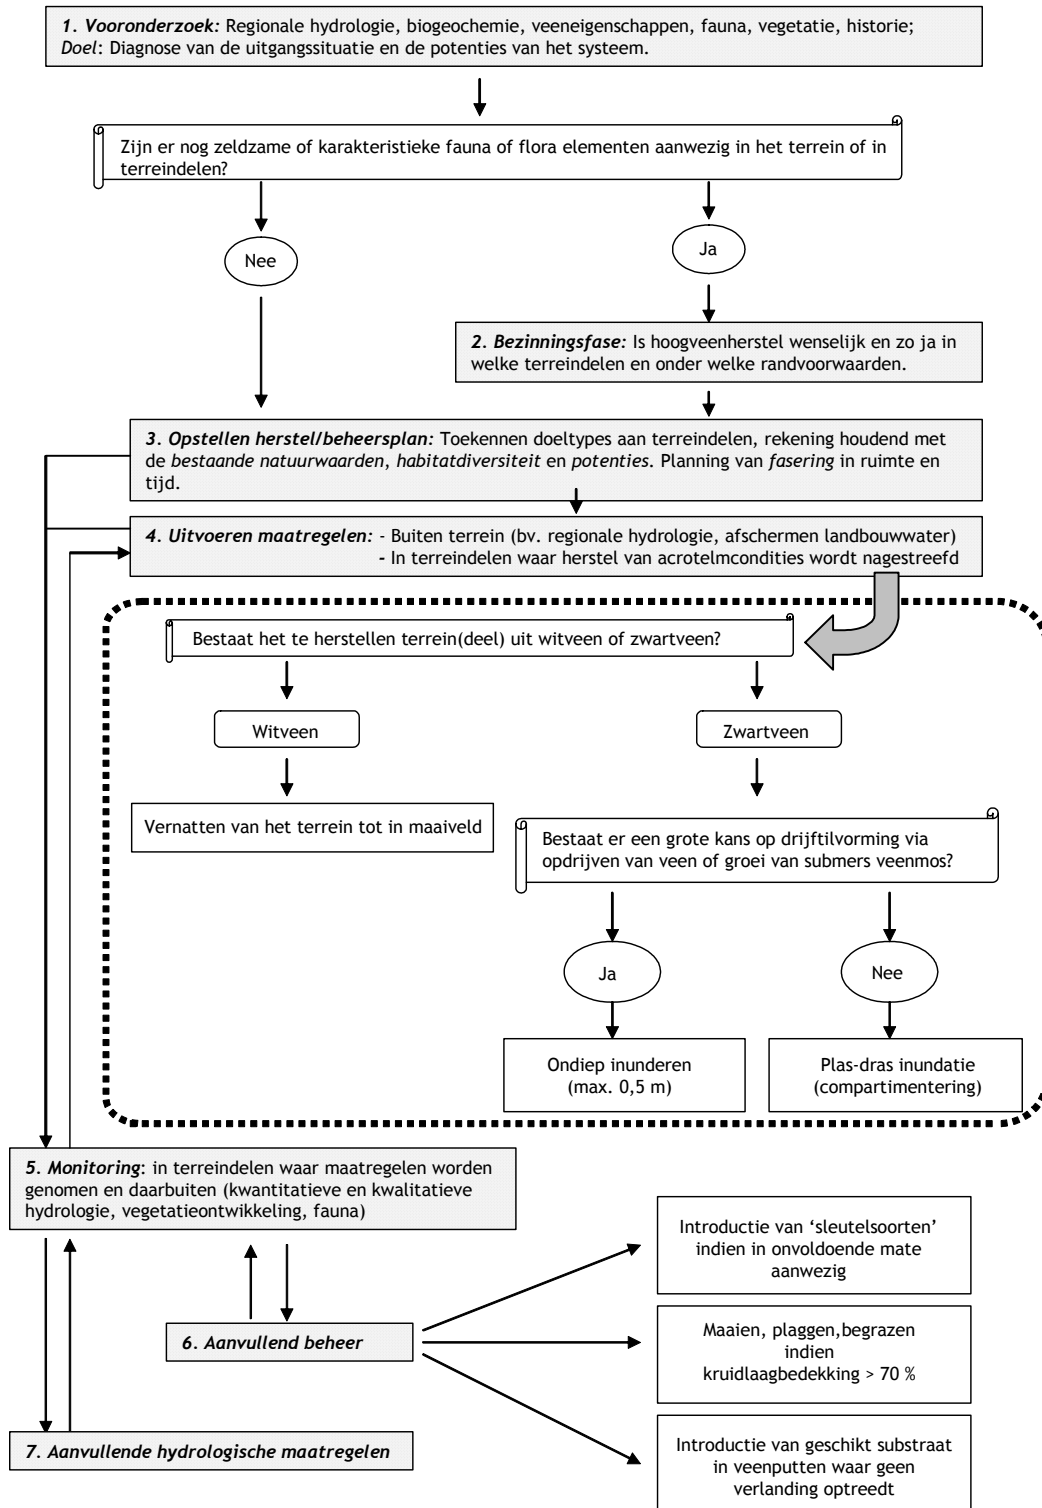 1. Vooronderzoek: Regionale hydrologie, biogeochemie, veeneigenschappen, fauna, vegetatie, historie;
Doel: Diagnose van de uitgangssituatie en de potenties van het systeem.
Zijn er nog zeldzame of karakteristieke fauna of flora elementen aanwezig in het terrein of in
terreindelen?
Nee
Ja
2. Bezinningsfase: Is hoogveenherstel wenselijk en zo ja in
welke terreindelen en onder welke randvoorwaarden.
3. Opstellen herstel/beheersplan: Toekennen doeltypes aan terreindelen, rekening houdend met
de bestaande natuurwaarden, habitatdiversiteit en potenties. Planning van fasering in ruimte en
tijd.
4. Uitvoeren maatregelen: - Buiten terrein (bv. regionale hydrologie, afschermen landbouwwater)
- In terreindelen waar herstel van acrotelmcondities wordt nagestreefd
Bestaat het te herstellen terrein(deel) uit witveen of zwartveen?
Witveen
Zwartveen
Vernatten van het terrein tot in maaiveld
Bestaat er een grote kans op drijftilvorming via
opdrijven van veen of groei van submers veenmos?
Ja
Nee
Ondiep inunderen
(max. 0,5 m)
Plas-dras inundatie
(compartimentering)
5. Monitoring: in terreindelen waar maatregelen worden
genomen en daarbuiten (kwantitatieve en kwalitatieve
hydrologie, vegetatieontwikkeling, fauna)
Introductie van ‘sleutelsoorten’
indien in onvoldoende mate
aanwezig
6. Aanvullend beheer
Maaien, plaggen,begrazen
indien
kruidlaagbedekking > 70 %
7. Aanvullende hydrologische maatregelen
Introductie van geschikt substraat
in veenputten waar geen
verlanding optreedt